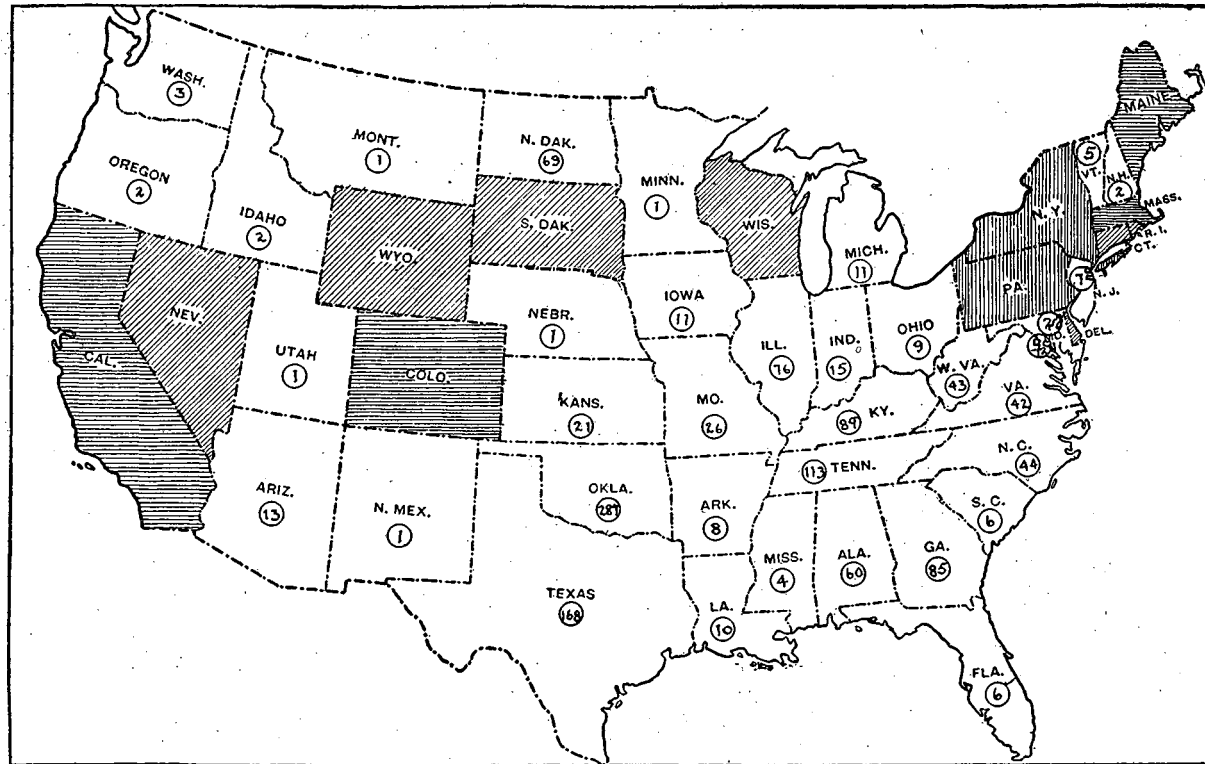 WASH.
3
OREGON
2
IDAHO
2
MONT.
1
N. DAK.
69
S. DAK.
MINN.
1
WIS.
MICH.
11
WYO.
NEV.
CAL.
UTAH
1
COLO.
NEBR.
1
IOWA
11
KANS.
21
MO.
26
ILL.
76
IND.
15
OHIO
9
KY.
W. VA.
43
VA.
42
N.C.
44
TENN.
113
S.C.
6
GA.
85
ALA.
60
MISS.
4
ARK.
8
LA.
10
OKLA.
TEXAS
168
N. MEX.
1
ARIZ.
13
FLA.
6
MAINE
5
VT.
N.H.
2
MASS.
R.I.
CT.
N.Y.
PA.
N.J.
DEL.